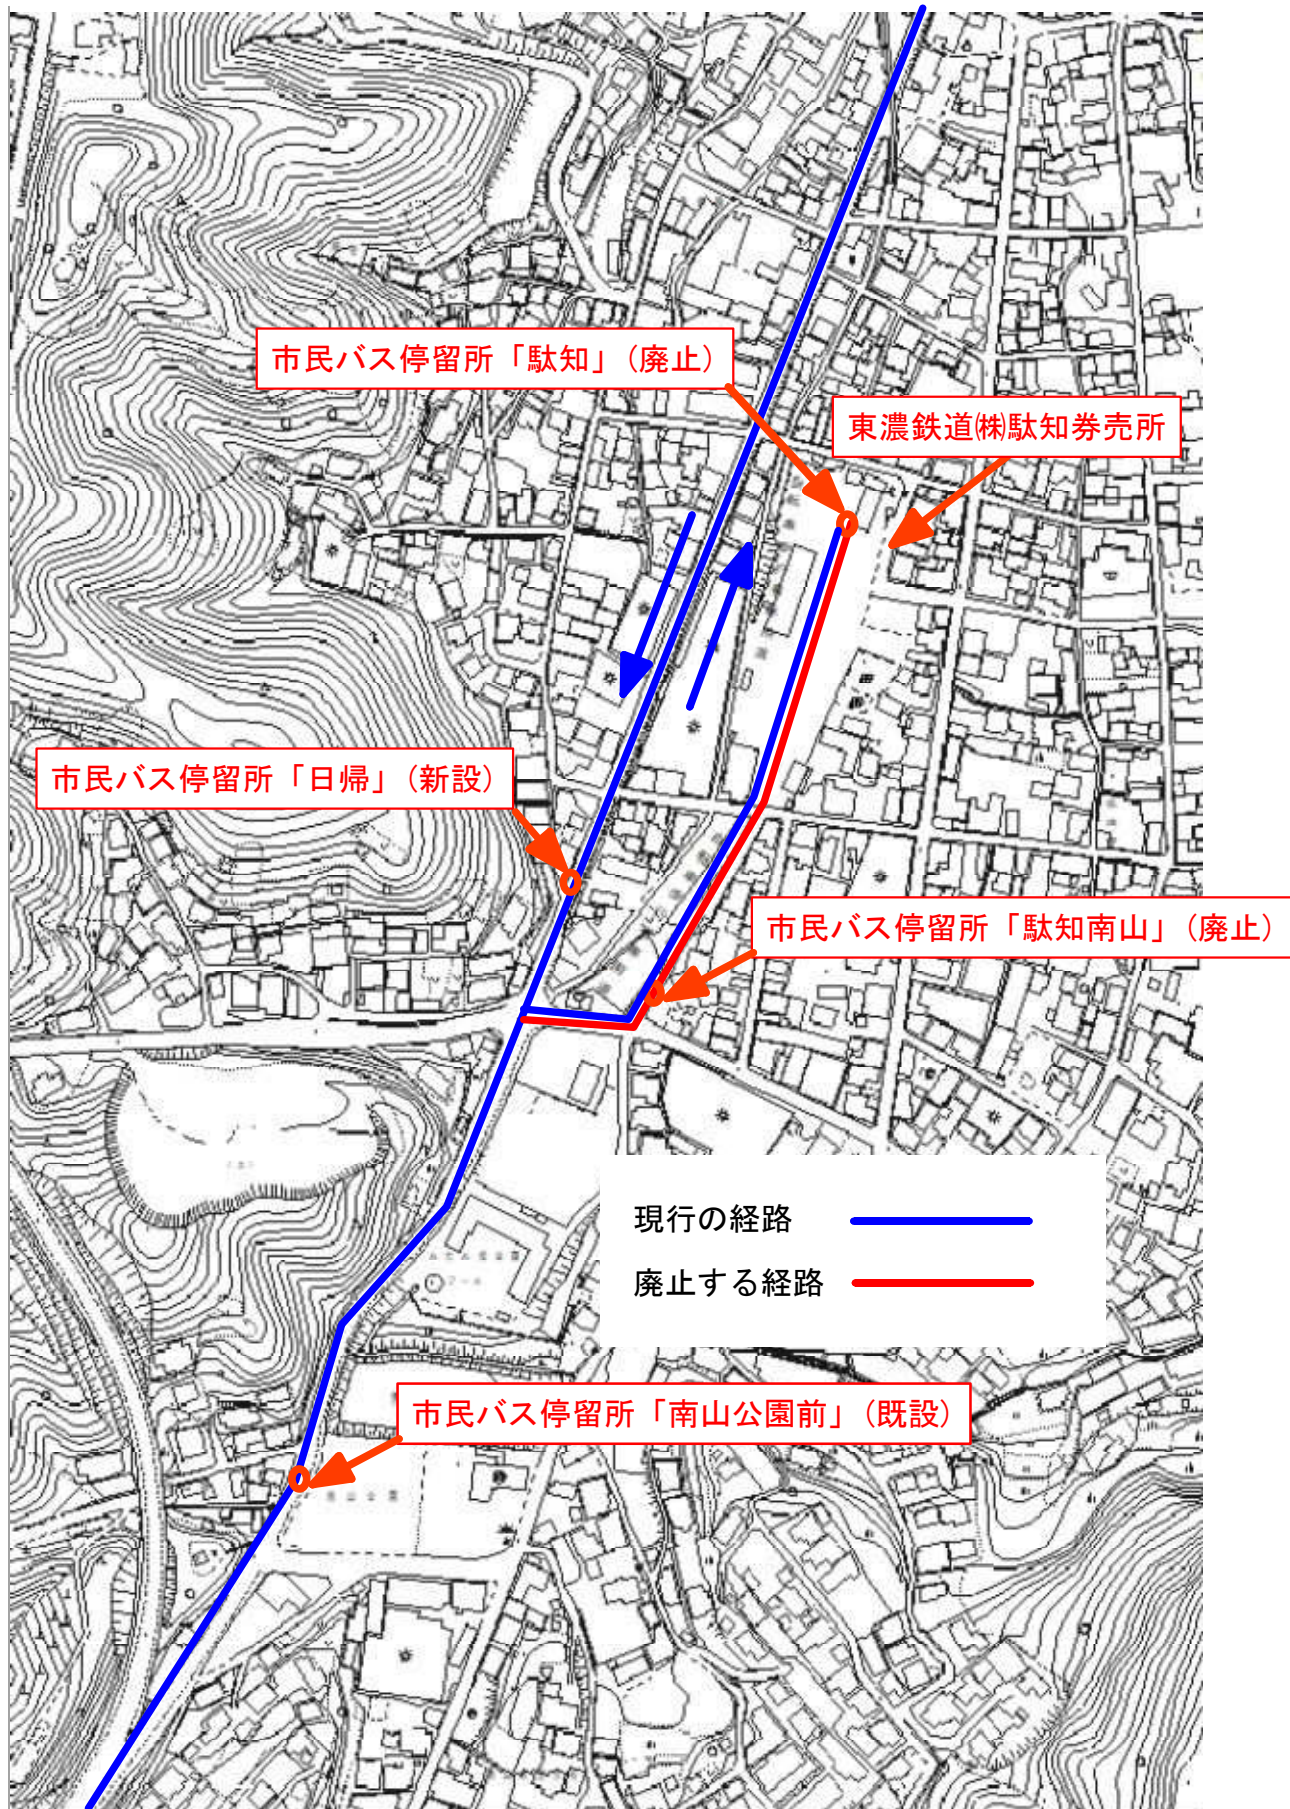 市民バス停留所「駄知」(廃止)
東濃鉄道㈱駄知券売所
市民バス停留所「日帰」(新設)
市民バス停留所「駄知南山」(廃止)
現行の経路
廃止する経路
市民バス停留所「南山公園前」(既設)